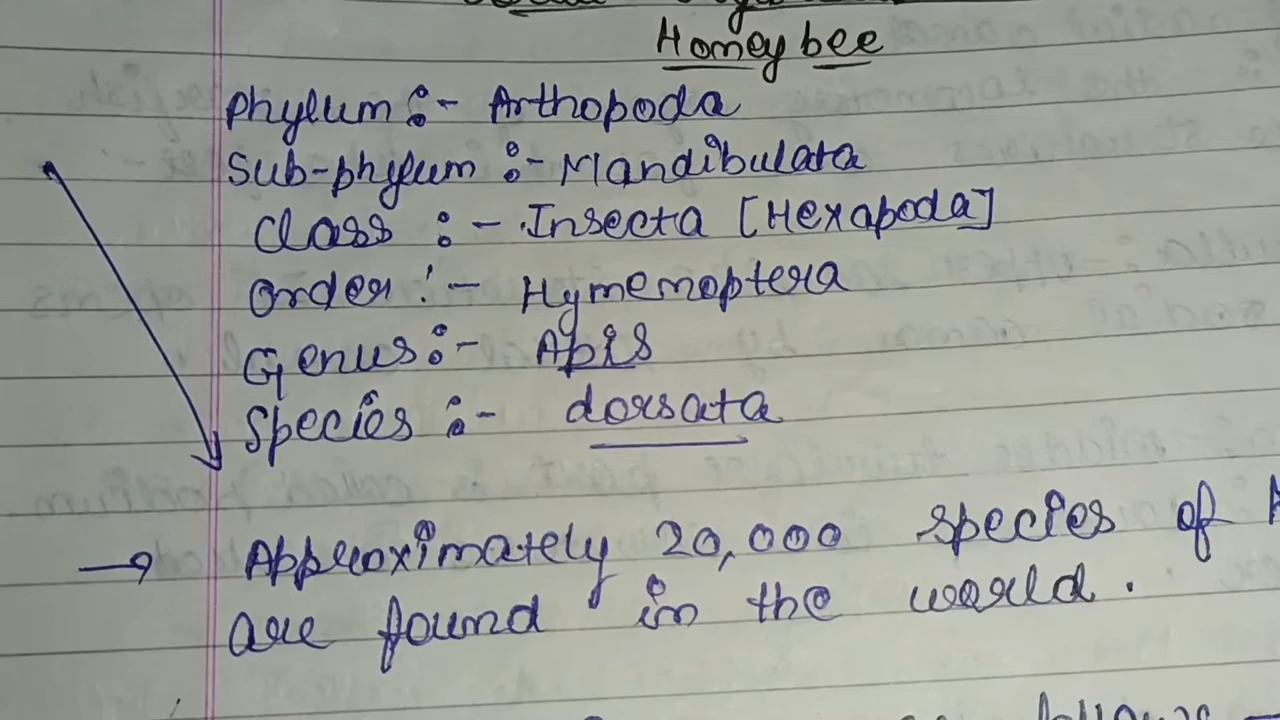 Honeybee
Phylum :- Arthopoda
Sub-phylum :- Mandibulata
Class :- Insecta [Hexapoda]
Order :- Hymenoptera
Genus :- Apis
Species :- dorsata
→ Approximately 20,000 species of
are found in the world.